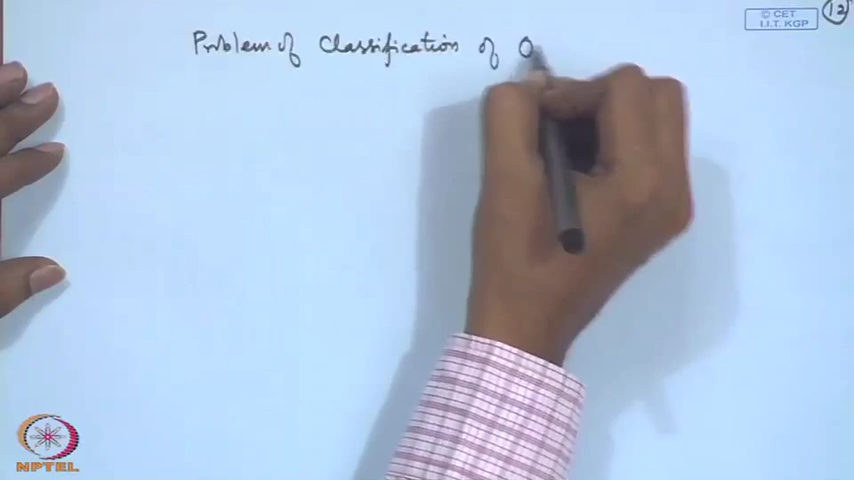 Problem of Classification of O
© CET
I.I.T. KGP
12
NPTEL